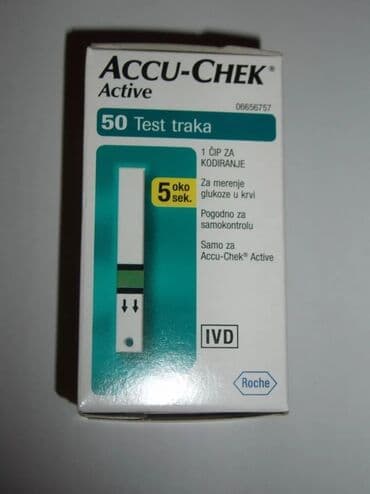 ACCU-CHEK®
Active
06656757
50 Test traka
1 ČIP ZA
KODIRANJE
5 oko
sek.
Za merenje
glukoze u krvi
Pogodno za
samokontrolu
Samo za
Accu-Chek® Active
IVD
Roche